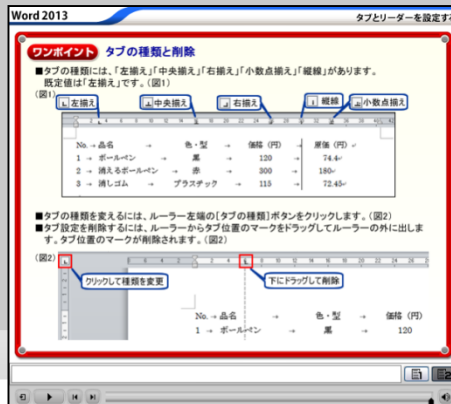 Word 2013
タブとリーダーを設定す
ワンポイント タブの種類と削除
■タブの種類には、「左揃え」「中央揃え」「右揃え」「小数点揃え」「縦線」があります。
既定値は「左揃え」です。(図1)
(図1)
左揃え 中央揃え 右揃え 縦線 小数点揃え
No. → 品名 → 色・型 → 価格(円) → 原価(円)
1 → ボールペン → 黒 → 120 → 74.4
2 → 消えるボールペン → 赤 → 300 → 180
3 → 消しゴム → プラスチック → 115 → 72.45
■タブの種類を変えるには、ルーラー左端の[タブの種類]ボタンをクリックします。(図2)
■タブ設定を削除するには、ルーラーからタブ位置のマークをドラッグしてルーラーの外に出しま
す。タブ位置のマークが削除されます。(図2)
(図2)
クリックして種類を変更 下にドラッグして削除
No. → 品名 → 色・型 → 価格(円)
1 → ボールペン → 黒 → 120